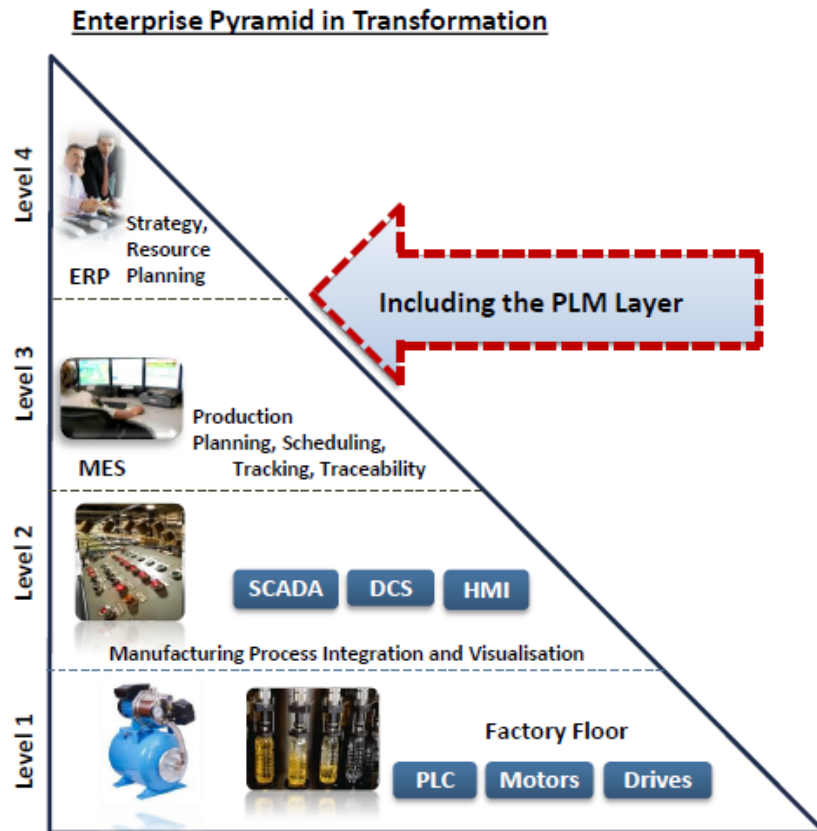 Enterprise Pyramid in Transformation
Level 4
Strategy,
Resource
ERP Planning
Including the PLM Layer
Level 3
Production
Planning, Scheduling,
MES Tracking, Traceability
Level 2
SCADA DCS HMI
Manufacturing Process Integration and Visualisation
Level 1
Factory Floor
PLC Motors Drives